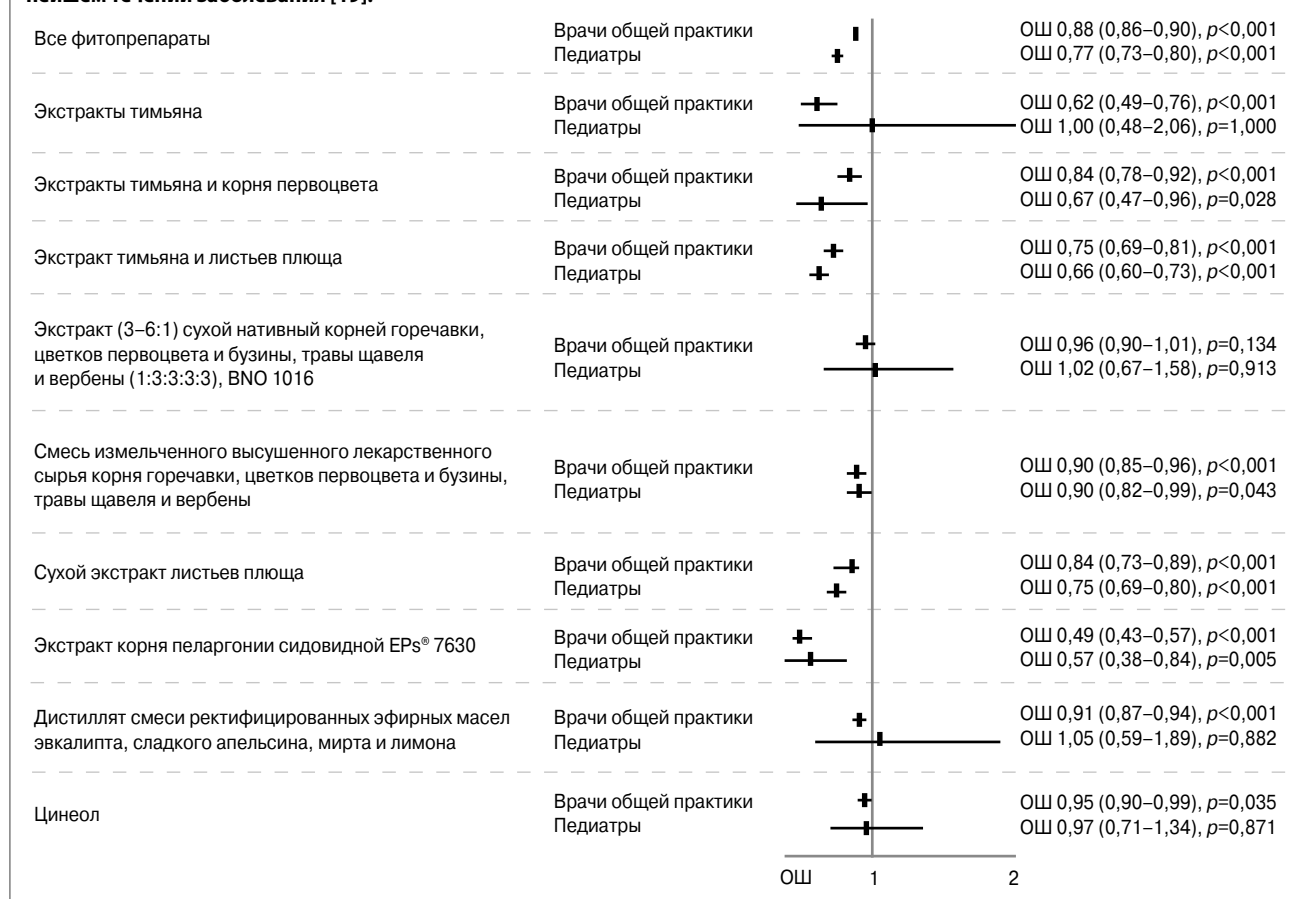 нейшем течении заболевания [19].
Все фитопрепараты
Врачи общей практики
ОШ 0,88 (0,86–0,90), p<0,001
Педиатры
ОШ 0,77 (0,73–0,80), p<0,001
Экстракты тимьяна
Врачи общей практики
ОШ 0,62 (0,49–0,76), p<0,001
Педиатры
ОШ 1,00 (0,48–2,06), p=1,000
Экстракты тимьяна и корня первоцвета
Врачи общей практики
ОШ 0,84 (0,78–0,92), p<0,001
Педиатры
ОШ 0,67 (0,47–0,96), p=0,028
Экстракт тимьяна и листьев плюща
Врачи общей практики
ОШ 0,75 (0,69–0,81), p<0,001
Педиатры
ОШ 0,66 (0,60–0,73), p<0,001
Экстракт (3–6:1) сухой нативный корней горечавки,
цветков первоцвета и бузины, травы щавеля
и вербены (1:3:3:3:3), BNO 1016
Врачи общей практики
ОШ 0,96 (0,90–1,01), p=0,134
Педиатры
ОШ 1,02 (0,67–1,58), p=0,913
Смесь измельченного высушенного лекарственного
сырья корня горечавки, цветков первоцвета и бузины,
травы щавеля и вербены
Врачи общей практики
ОШ 0,90 (0,85–0,96), p<0,001
Педиатры
ОШ 0,90 (0,82–0,99), p=0,043
Сухой экстракт листьев плюща
Врачи общей практики
ОШ 0,84 (0,73–0,89), p<0,001
Педиатры
ОШ 0,75 (0,69–0,80), p<0,001
Экстракт корня пеларгонии сидовидной EPs® 7630
Врачи общей практики
ОШ 0,49 (0,43–0,57), p<0,001
Педиатры
ОШ 0,57 (0,38–0,84), p=0,005
Дистиллят смеси ректифицированных эфирных масел
эвкалипта, сладкого апельсина, мирта и лимона
Врачи общей практики
ОШ 0,91 (0,87–0,94), p<0,001
Педиатры
ОШ 1,05 (0,59–1,89), p=0,882
Цинеол
Врачи общей практики
ОШ 0,95 (0,90–0,99), p=0,035
Педиатры
ОШ 0,97 (0,71–1,34), p=0,871
ОШ 1 2